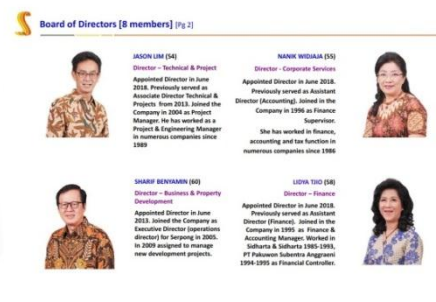 Board of Directors [8 members] [Pg 2]
JASON LIM (54)
Director – Technical & Project
Appointed Director in June
2018. Previously served as
Associate Director Technical &
Projects from 2013. Joined the
Company in 2004 as Project
Manager. He has worked as a
Project & Engineering Manager
in numerous companies since
1989
NANIK WIDJAJA (55)
Director - Corporate Services
Appointed Director in June 2018.
Previously served as Assistant
Director (Accounting). Joined in the
Company in 1996 as Finance
Supervisor.
She has worked in finance,
accounting and tax function in
numerous companies since 1986
SHARIF BENYAMIN (60)
Director – Business & Property
Development
Appointed Director in June
2013. Joined the Company as
Executive Director (operations
director) for Serpong in 2005.
In 2009 assigned to manage
new development projects.
LIDYA TJIO (58)
Director – Finance
Appointed Director in June 2018.
Previously served as Assistant
Director (Finance). Joined in the
Company in 1995 as Finance &
Accounting Manager. Worked in
Sidharta & Sidharta 1985-1993,
PT Pakuwon Subentra Anggraeni
1994-1995 as Financial Controller.